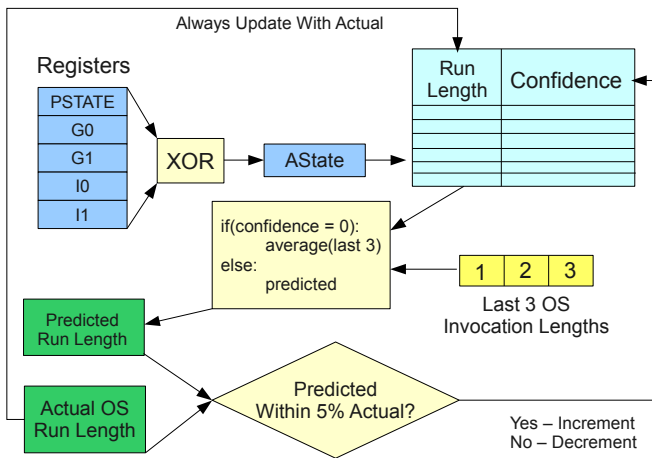 Always Update With Actual
Registers
PSTATE
G0
G1
I0
I1
XOR
AState
Run
Length
Confidence
if(confidence = 0):
average(last 3)
else:
predicted
1 2 3
Last 3 OS
Invocation Lengths
Predicted
Run Length
Actual OS
Run Length
Predicted
Within 5% Actual?
Yes – Increment
No – Decrement